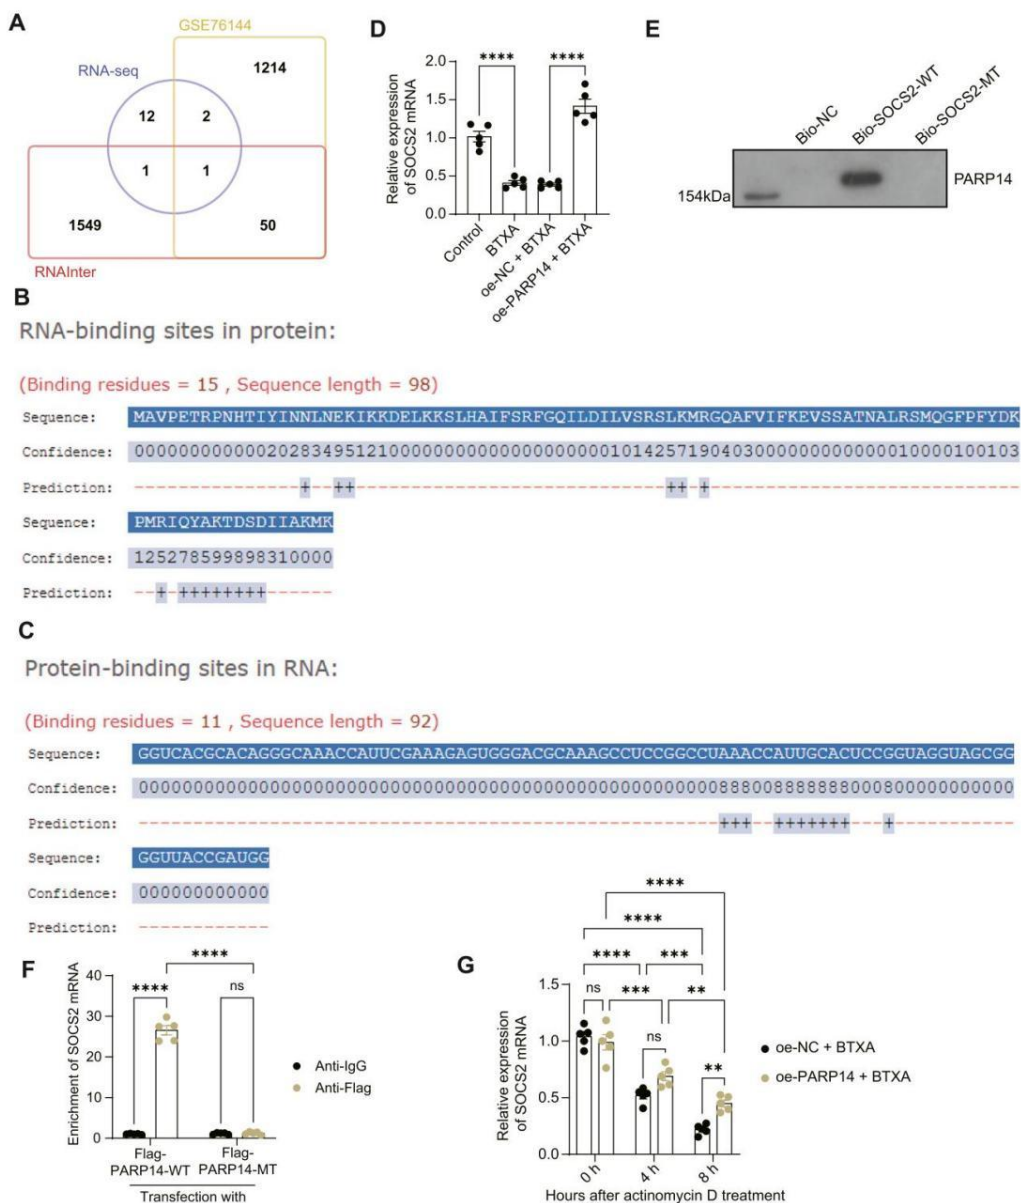 A
GSE76144
RNA-seq
1214
12
2
1
1
1549
50
RNAInter
D
Relative expression
of SOCS2 mRNA
****
****
2.0
1.5
1.0
0.5
0.0
Control
BTXA
oe-NC + BTXA
oe-PARP14 + BTXA
E
Bio-NC
Bio-SOCS2-WT
Bio-SOCS2-MT
154kDa
PARP14
B
RNA-binding sites in protein:
(Binding residues = 15 , Sequence length = 98)
Sequence: MAVPETRPNHTIYINNLNEKIKKDELKKSLHAIFSRFGQILDILVSRSLKMRGQAFVIFKEVSSATNALRSMQGFPFYDK
Confidence: 00000000000020283495121000000000000000000000010142571904030000000000000010000100103
Prediction: ---------------+--++----------------------------++-+----------------------------
Sequence: PMRIQYAKTDSDIIAKMK
Confidence: 125278599898310000
Prediction: --+-++++++++------
C
Protein-binding sites in RNA:
(Binding residues = 11 , Sequence length = 92)
Sequence: GGUCACGCACAGGGCAAACCAUUCGAAAGAGUGGGACGCAAAGCCUCCGGCCUAAACCAUUGCACUCCGGUAGGUAGCGG
Confidence: 00000000000000000000000000000000000000000000000000000888008888888000800000000000
Prediction: -----------------------------------------------------+++--+++++++---+-----------
Sequence: GGUUACCGAUGG
Confidence: 000000000000
Prediction: ------------
F
Enrichment of SOCS2 mRNA
****
****
ns
40
30
20
10
0
Flag-
PARP14-WT
Flag-
PARP14-MT
Transfection with
Anti-IgG
Anti-Flag
G
Relative expression
of SOCS2 mRNA
****
****
**** ***
ns *** **
ns
**
1.5
1.0
0.5
0.0
0 h
4 h
8 h
Hours after actinomycin D treatment
oe-NC + BTXA
oe-PARP14 + BTXA